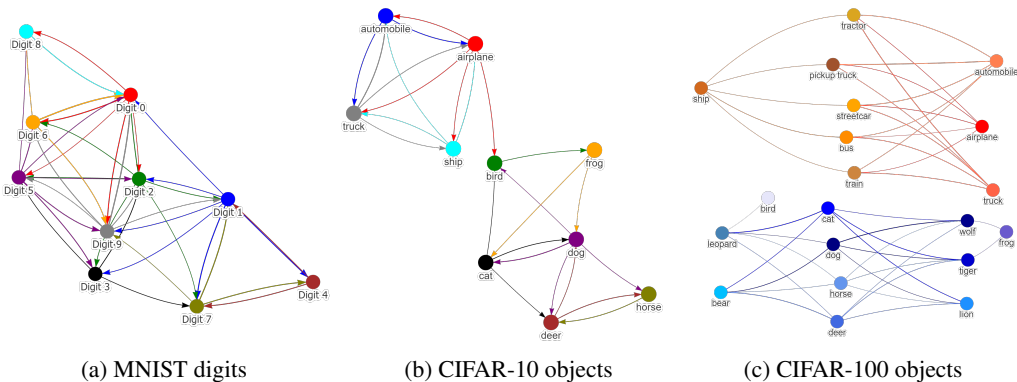 Digit 8
Digit 0
Digit 6
Digit 5
Digit 2
Digit 1
Digit 9
Digit 3
Digit 4
Digit 7
(a) MNIST digits
automobile
airplane
truck
ship
bird
frog
dog
cat
horse
deer
(b) CIFAR-10 objects
tractor
pickup truck
automobile
ship
streetcar
airplane
bus
train
truck
bird
cat
leopard
wolf
frog
dog
tiger
bear
horse
lion
deer
(c) CIFAR-100 objects